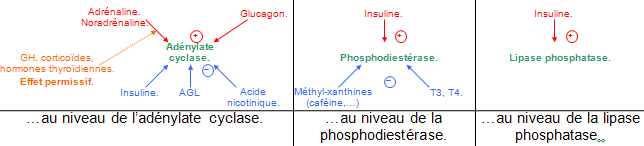 Adrénaline.
Noradrénaline.
Glucagon.
+
Adénylate
cyclase.
GH, corticoïdes,
hormones thyroïdiennes.
Effet permissif.
−
Insuline.
AGL
Acide
nicotinique.
…au niveau de l’adénylate cyclase.
Insuline.
+
Phosphodiestérase.
−
Méthyl-xanthines
(caféine,…)
T3, T4.
…au niveau de la
phosphodiestérase.
Insuline.
+
Lipase phosphatase.
…au niveau de la lipase
phosphatase.